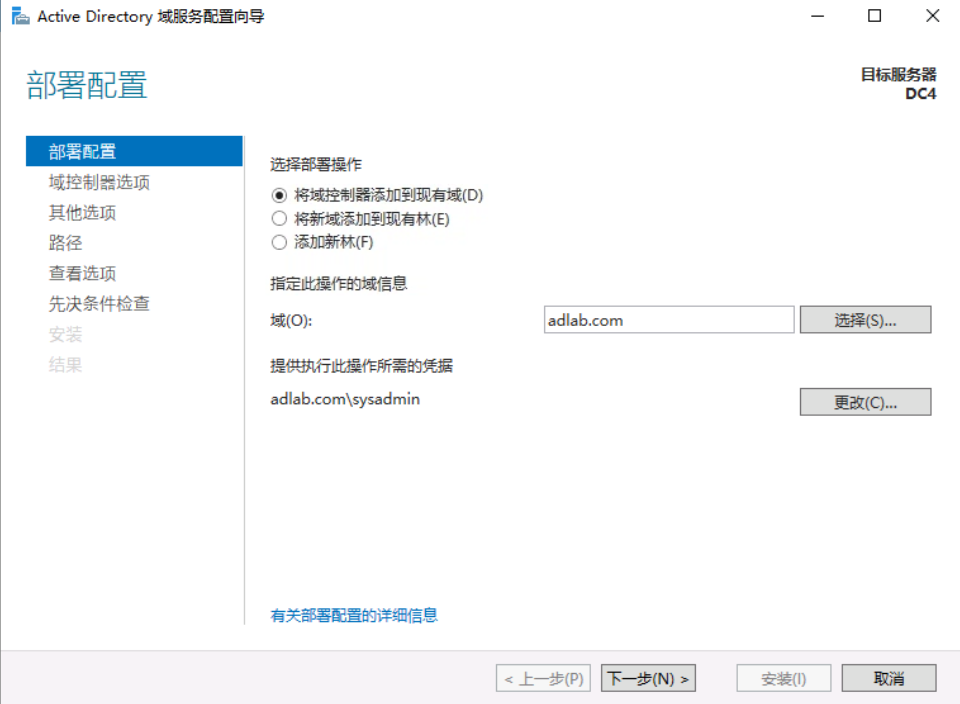 Active Directory 域服务配置向导
部署配置
目标服务器
DC4
部署配置
域控制器选项
其他选项
路径
查看选项
先决条件检查
安装
结果
选择部署操作
将域控制器添加到现有域(D)
将新域添加到现有林(E)
添加新林(F)
指定此操作的域信息
域(O): adlab.com 选择(S)...
提供执行此操作所需的凭据
adlab.com\sysadmin 更改(C)...
有关部署配置的详细信息
< 上一步(P) 下一步(N) > 安装(I) 取消